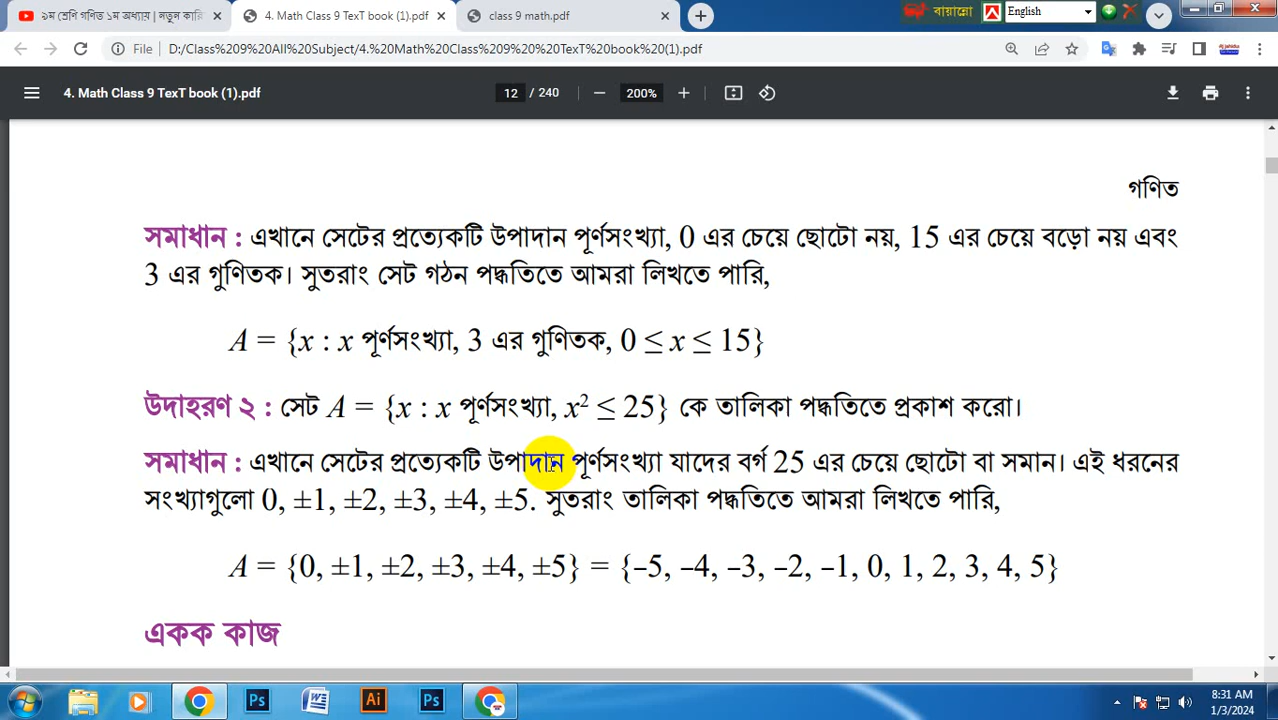 ৯ম শ্রেণি গণিত ১ম অধ্যায় | নতুন কারি
4. Math Class 9 TexT book (1).pdf
class 9 math.pdf
বায়ান্নো
English
File
D:/Class%209%20All%20Subject/4.%20Math%20Class%209%20%20TexT%20book%20(1).pdf
4. Math Class 9 TexT book (1).pdf
12 / 240
200%
গণিত
সমাধান : এখানে সেটের প্রত্যেকটি উপাদান পূর্ণসংখ্যা, 0 এর চেয়ে ছোটো নয়, 15 এর চেয়ে বড়ো নয় এবং
3 এর গুণিতক। সুতরাং সেট গঠন পদ্ধতিতে আমরা লিখতে পারি,
A = {x : x পূর্ণসংখ্যা, 3 এর গুণিতক, 0 ≤ x ≤ 15}
উদাহরণ ২ : সেট A = {x : x পূর্ণসংখ্যা, x² ≤ 25} কে তালিকা পদ্ধতিতে প্রকাশ করো।
সমাধান : এখানে সেটের প্রত্যেকটি উপাদান পূর্ণসংখ্যা যাদের বর্গ 25 এর চেয়ে ছোটো বা সমান। এই ধরনের
সংখ্যাগুলো 0, ±1, ±2, ±3, ±4, ±5. সুতরাং তালিকা পদ্ধতিতে আমরা লিখতে পারি,
A = {0, ±1, ±2, ±3, ±4, ±5} = {–5, –4, –3, –2, –1, 0, 1, 2, 3, 4, 5}
একক কাজ
Ps
W
Ai
Ps
8:31 AM
1/3/2024